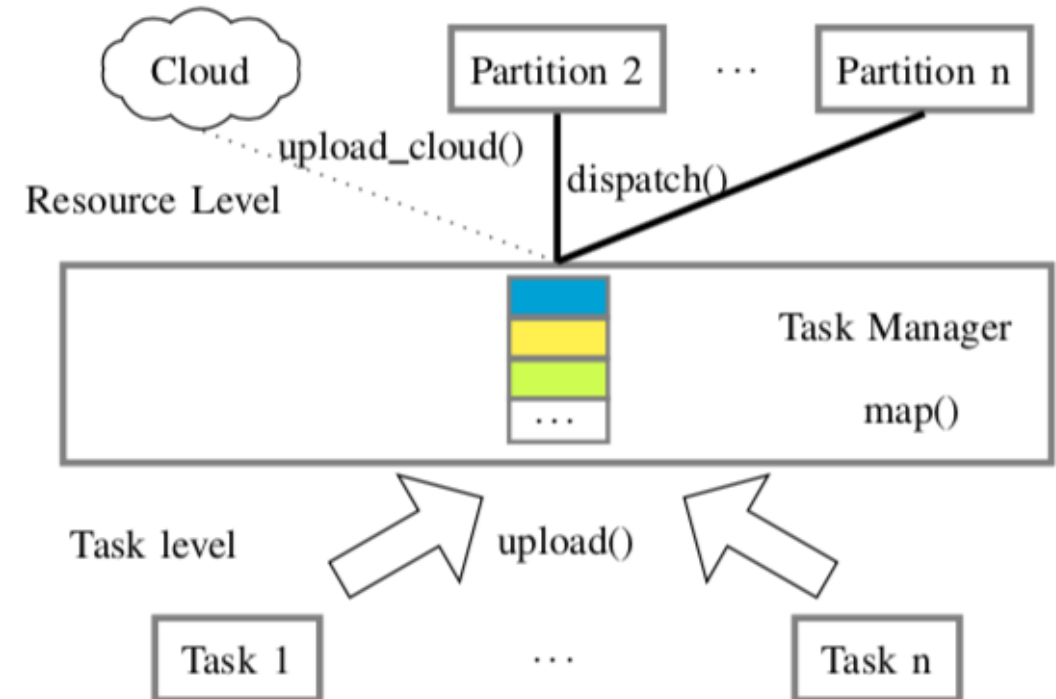 Cloud
Partition 2
...
Partition n
upload_cloud()
dispatch()
Resource Level
Task Manager
map()
...
Task level
upload()
Task 1
...
Task n